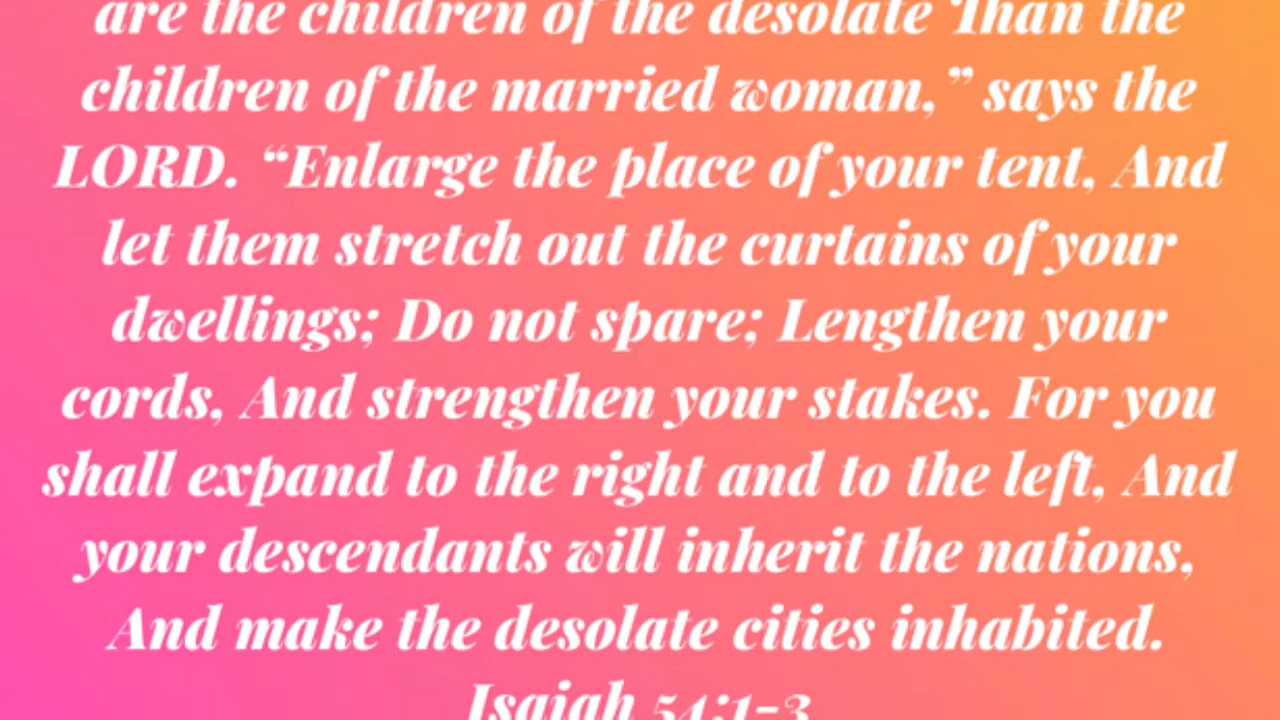 are the children of the desolate Than the
children of the married woman,” says the
LORD. “Enlarge the place of your tent, And
let them stretch out the curtains of your
dwellings; Do not spare; Lengthen your
cords, And strengthen your stakes. For you
shall expand to the right and to the left, And
your descendants will inherit the nations,
And make the desolate cities inhabited.
Isaiah 54:1-3